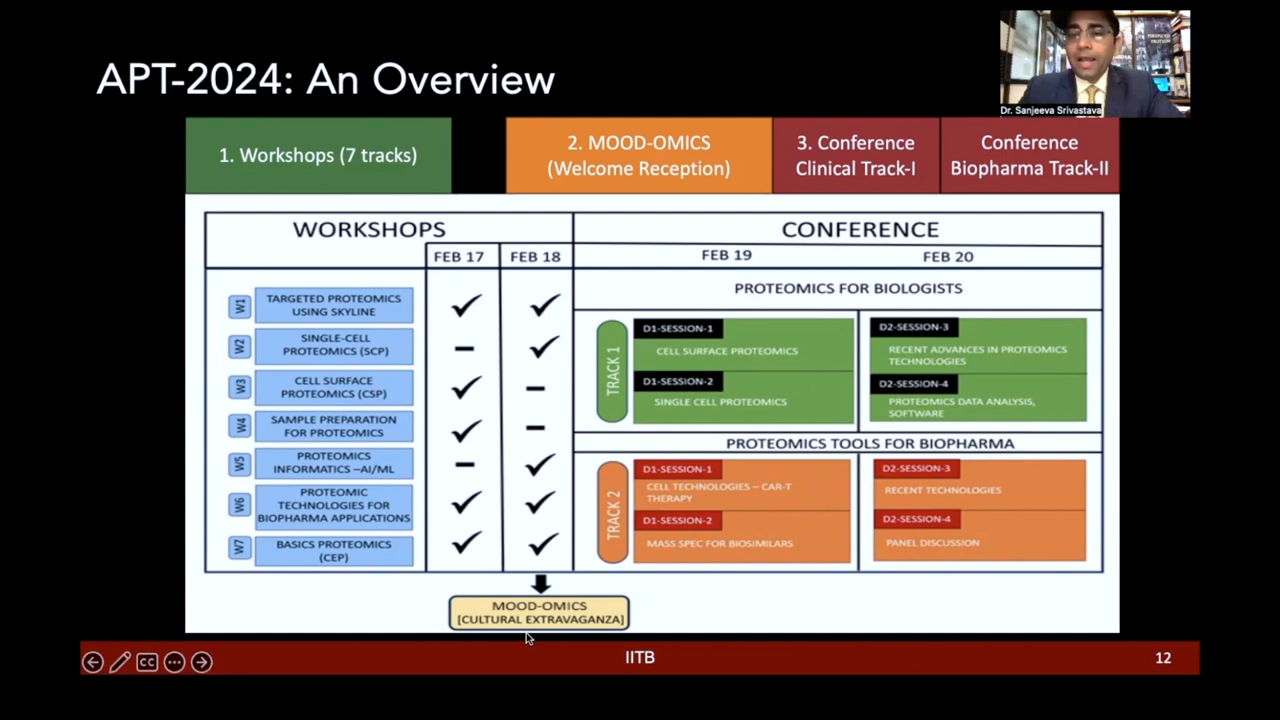 APT-2024: An Overview
Dr. Sanjeeva Srivastava
1. Workshops (7 tracks)
2. MOOD-OMICS
(Welcome Reception)
3. Conference
Clinical Track-I
Conference
Biopharma Track-II
WORKSHOPS
CONFERENCE
FEB 17
FEB 18
FEB 19
FEB 20
W1
TARGETED PROTEOMICS
USING SKYLINE
W2
SINGLE-CELL
PROTEOMICS (SCP)
W3
CELL SURFACE
PROTEOMICS (CSP)
W4
SAMPLE PREPARATION
FOR PROTEOMICS
W5
PROTEOMICS
INFORMATICS –AI/ML
W6
PROTEOMIC
TECHNOLOGIES FOR
BIOPHARMA APPLICATIONS
W7
BASICS PROTEOMICS
(CEP)
PROTEOMICS FOR BIOLOGISTS
TRACK 1
D1-SESSION-1
CELL SURFACE PROTEOMICS
D1-SESSION-2
SINGLE CELL PROTEOMICS
D2-SESSION-3
RECENT ADVANCES IN PROTEOMICS
TECHNOLOGIES
D2-SESSION-4
PROTEOMICS DATA ANALYSIS,
SOFTWARE
PROTEOMICS TOOLS FOR BIOPHARMA
TRACK 2
D1-SESSION-1
CELL TECHNOLOGIES – CAR-T
THERAPY
D1-SESSION-2
MASS SPEC FOR BIOSIMILARS
D2-SESSION-3
RECENT TECHNOLOGIES
D2-SESSION-4
PANEL DISCUSSION
MOOD-OMICS
[CULTURAL EXTRAVAGANZA]
CC
IITB
12